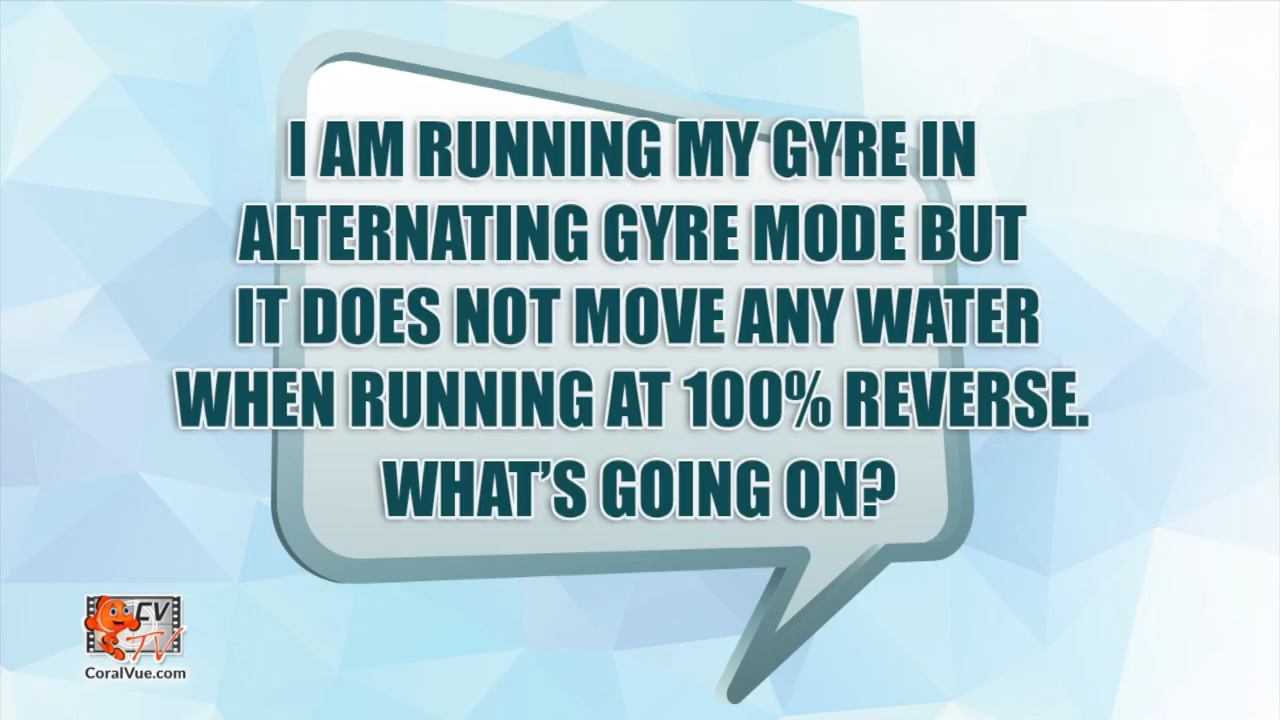 I AM RUNNING MY GYRE IN
ALTERNATING GYRE MODE BUT
IT DOES NOT MOVE ANY WATER
WHEN RUNNING AT 100% REVERSE.
WHAT'S GOING ON?
CV
TV
CoralVue.com